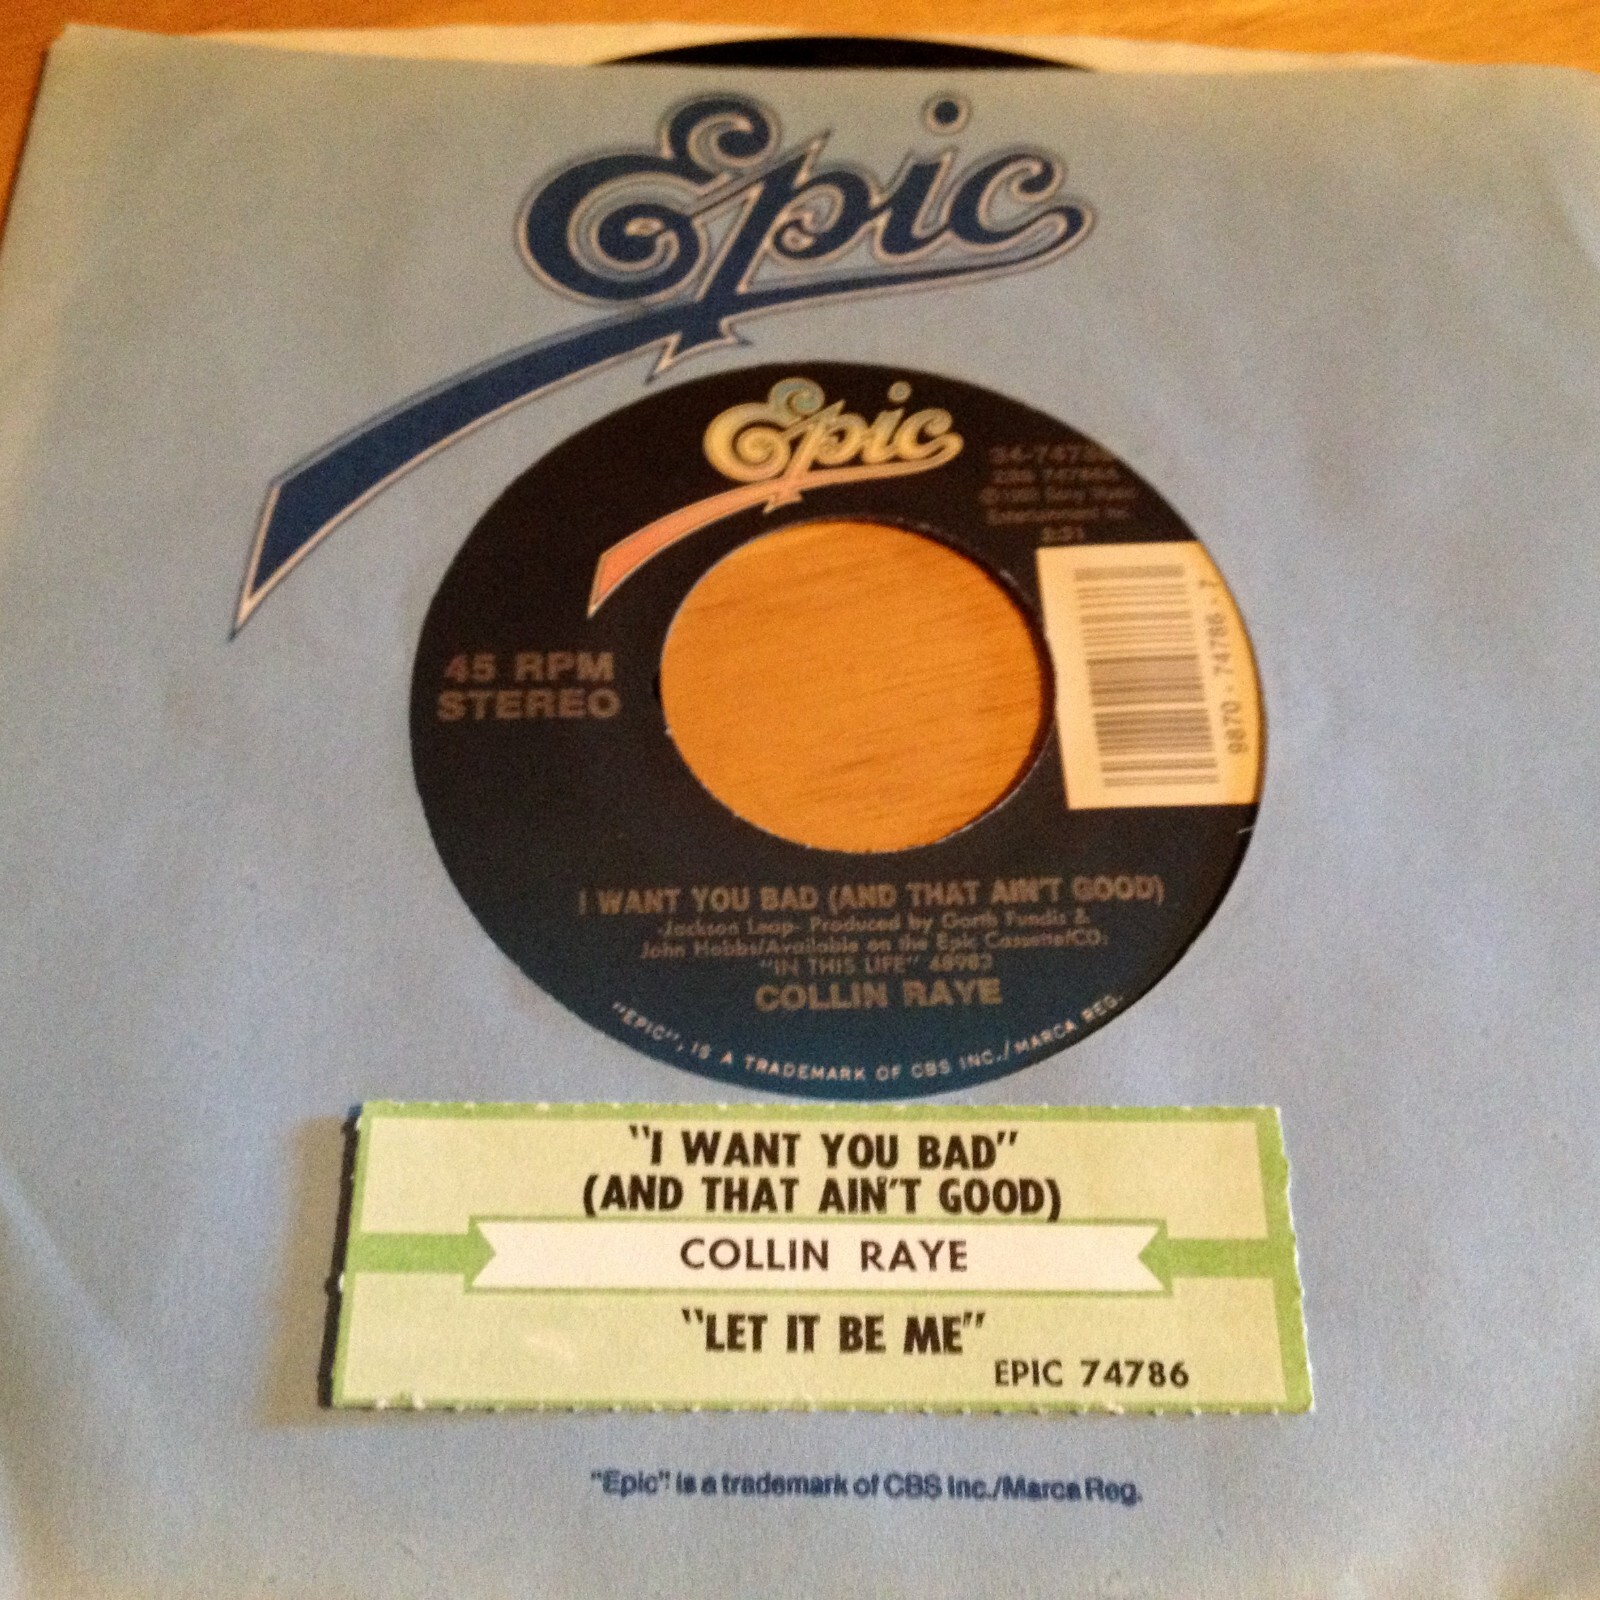 Epic
Epic
34-7478
Entertainment Inc.
45 RPM
STEREO
9870 - 74786 - 7
I WANT YOU BAD (AND THAT AIN'T GOOD)
-Jackson Leap- Produced by Garth Fundis &
John Hobbs/Available on the Epic Cassette/CD:
"IN THIS LIFE" 48983
COLLIN RAYE
"EPIC", IS A TRADEMARK OF CBS INC./MARCA REG.
"I WANT YOU BAD"
(AND THAT AIN'T GOOD)
COLLIN RAYE
"LET IT BE ME"
EPIC 74786
"Epic" is a trademark of CBS Inc./Marca Reg.